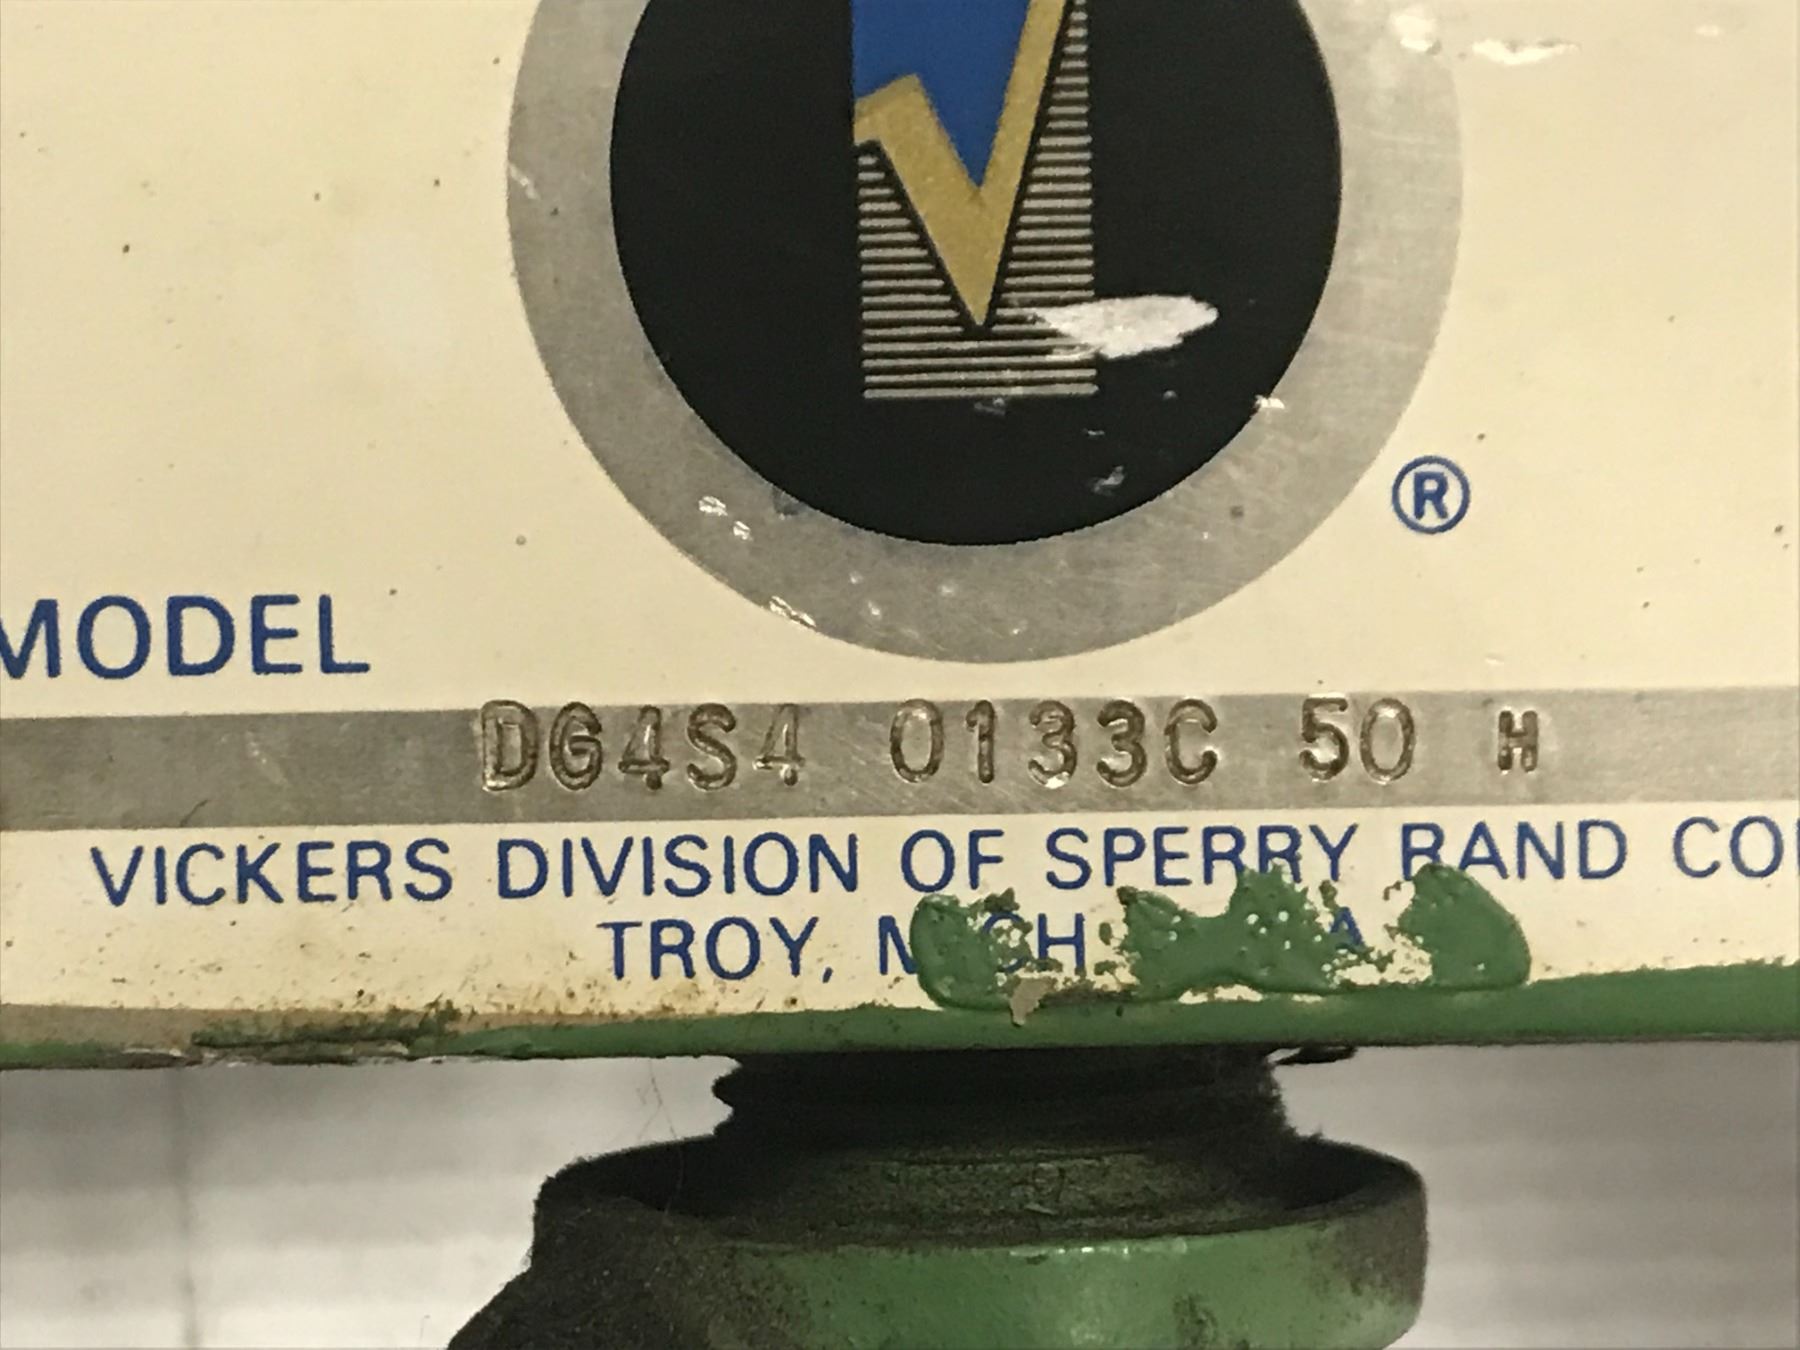 ®
MODEL
DG4S4 0133C 50 H
VICKERS DIVISION OF SPERRY RAND
TROY,